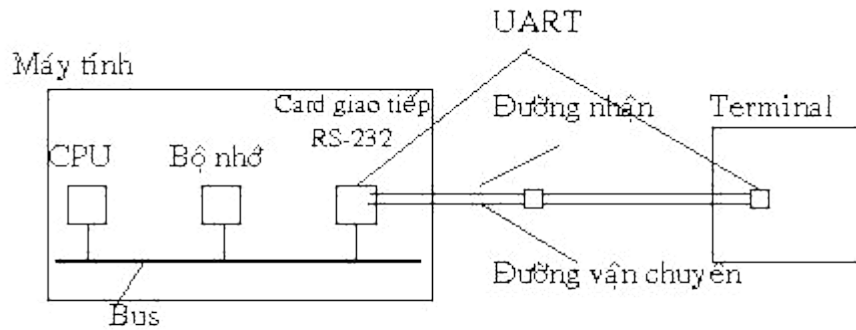 UART
Máy tính
Card giao tiếp
RS-232
Đường nhận
Terminal
CPU
Bộ nhớ
Đường vận chuyển
Bus